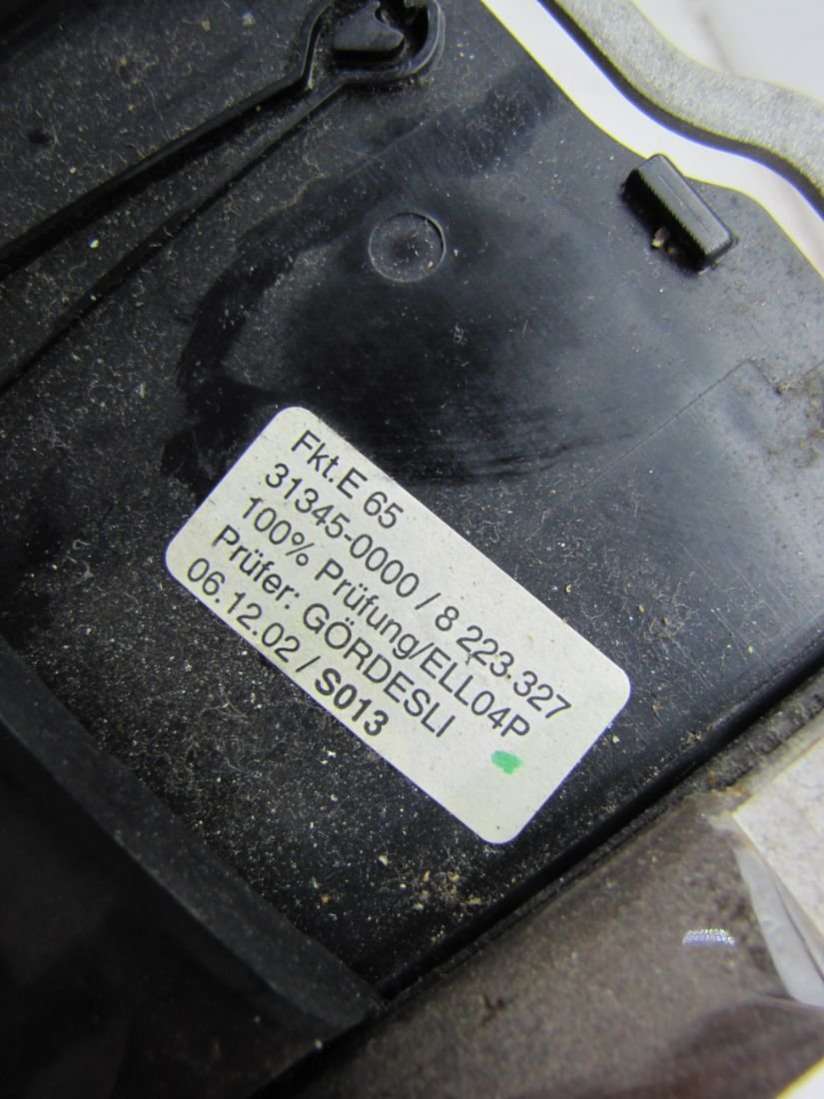 Fkt.E 65
31345-0000 / 8 223.327
100% Prüfung/ELL04P
Prüfer: GÖRDESLI
06.12.02 / S013